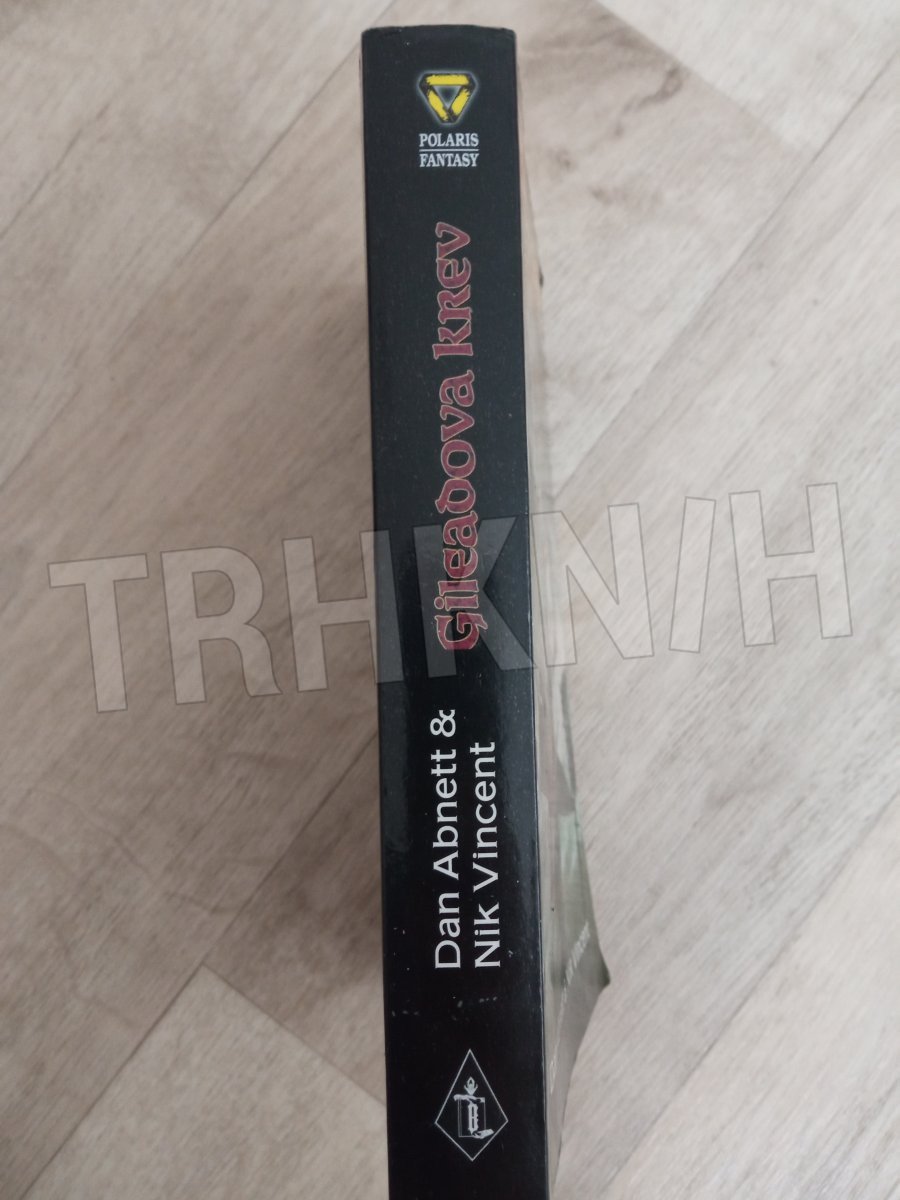 POLARIS
FANTASY
Gileadova krev
Dan Abnett &
Nik Vincent
TRHKNIH